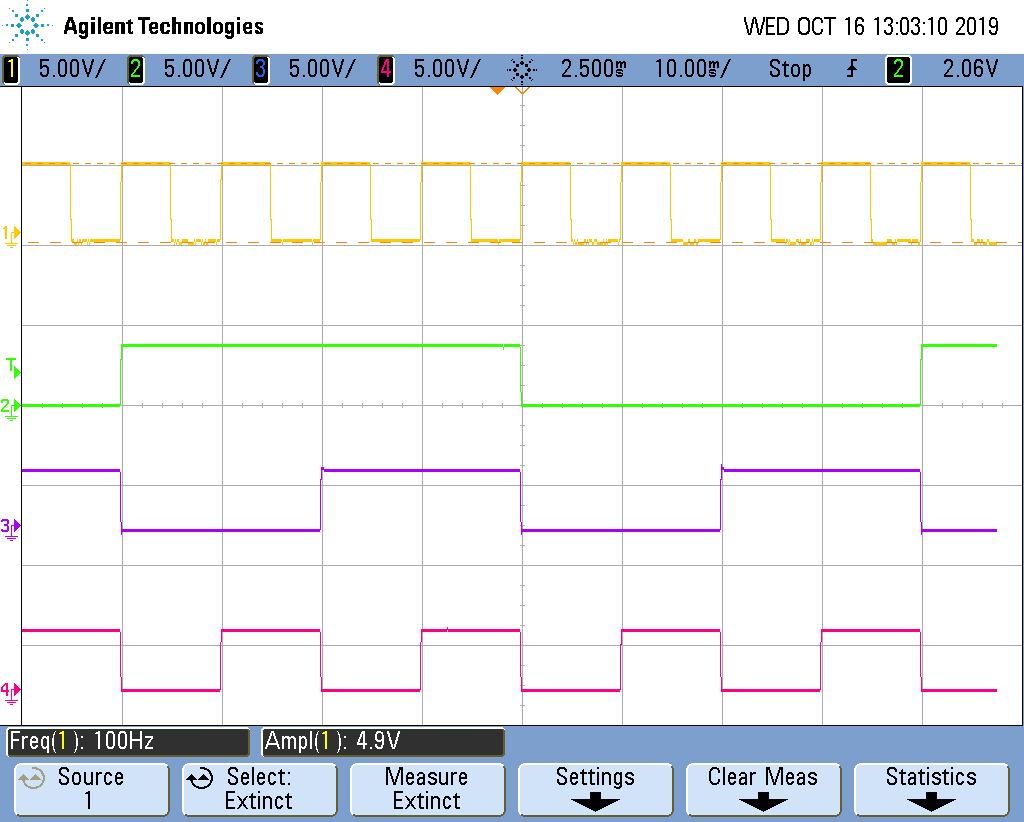 Agilent Technologies WED OCT 16 13:03:10 2019
1 5.00V/ 2 5.00V/ 3 5.00V/ 4 5.00V/ 2.500ms 10.00ms/ Stop 2 2.06V
1
T
2
3
4
Freq(1): 100Hz Ampl(1): 4.9V
Source Select: Measure Settings Clear Meas Statistics
1 Extinct Extinct